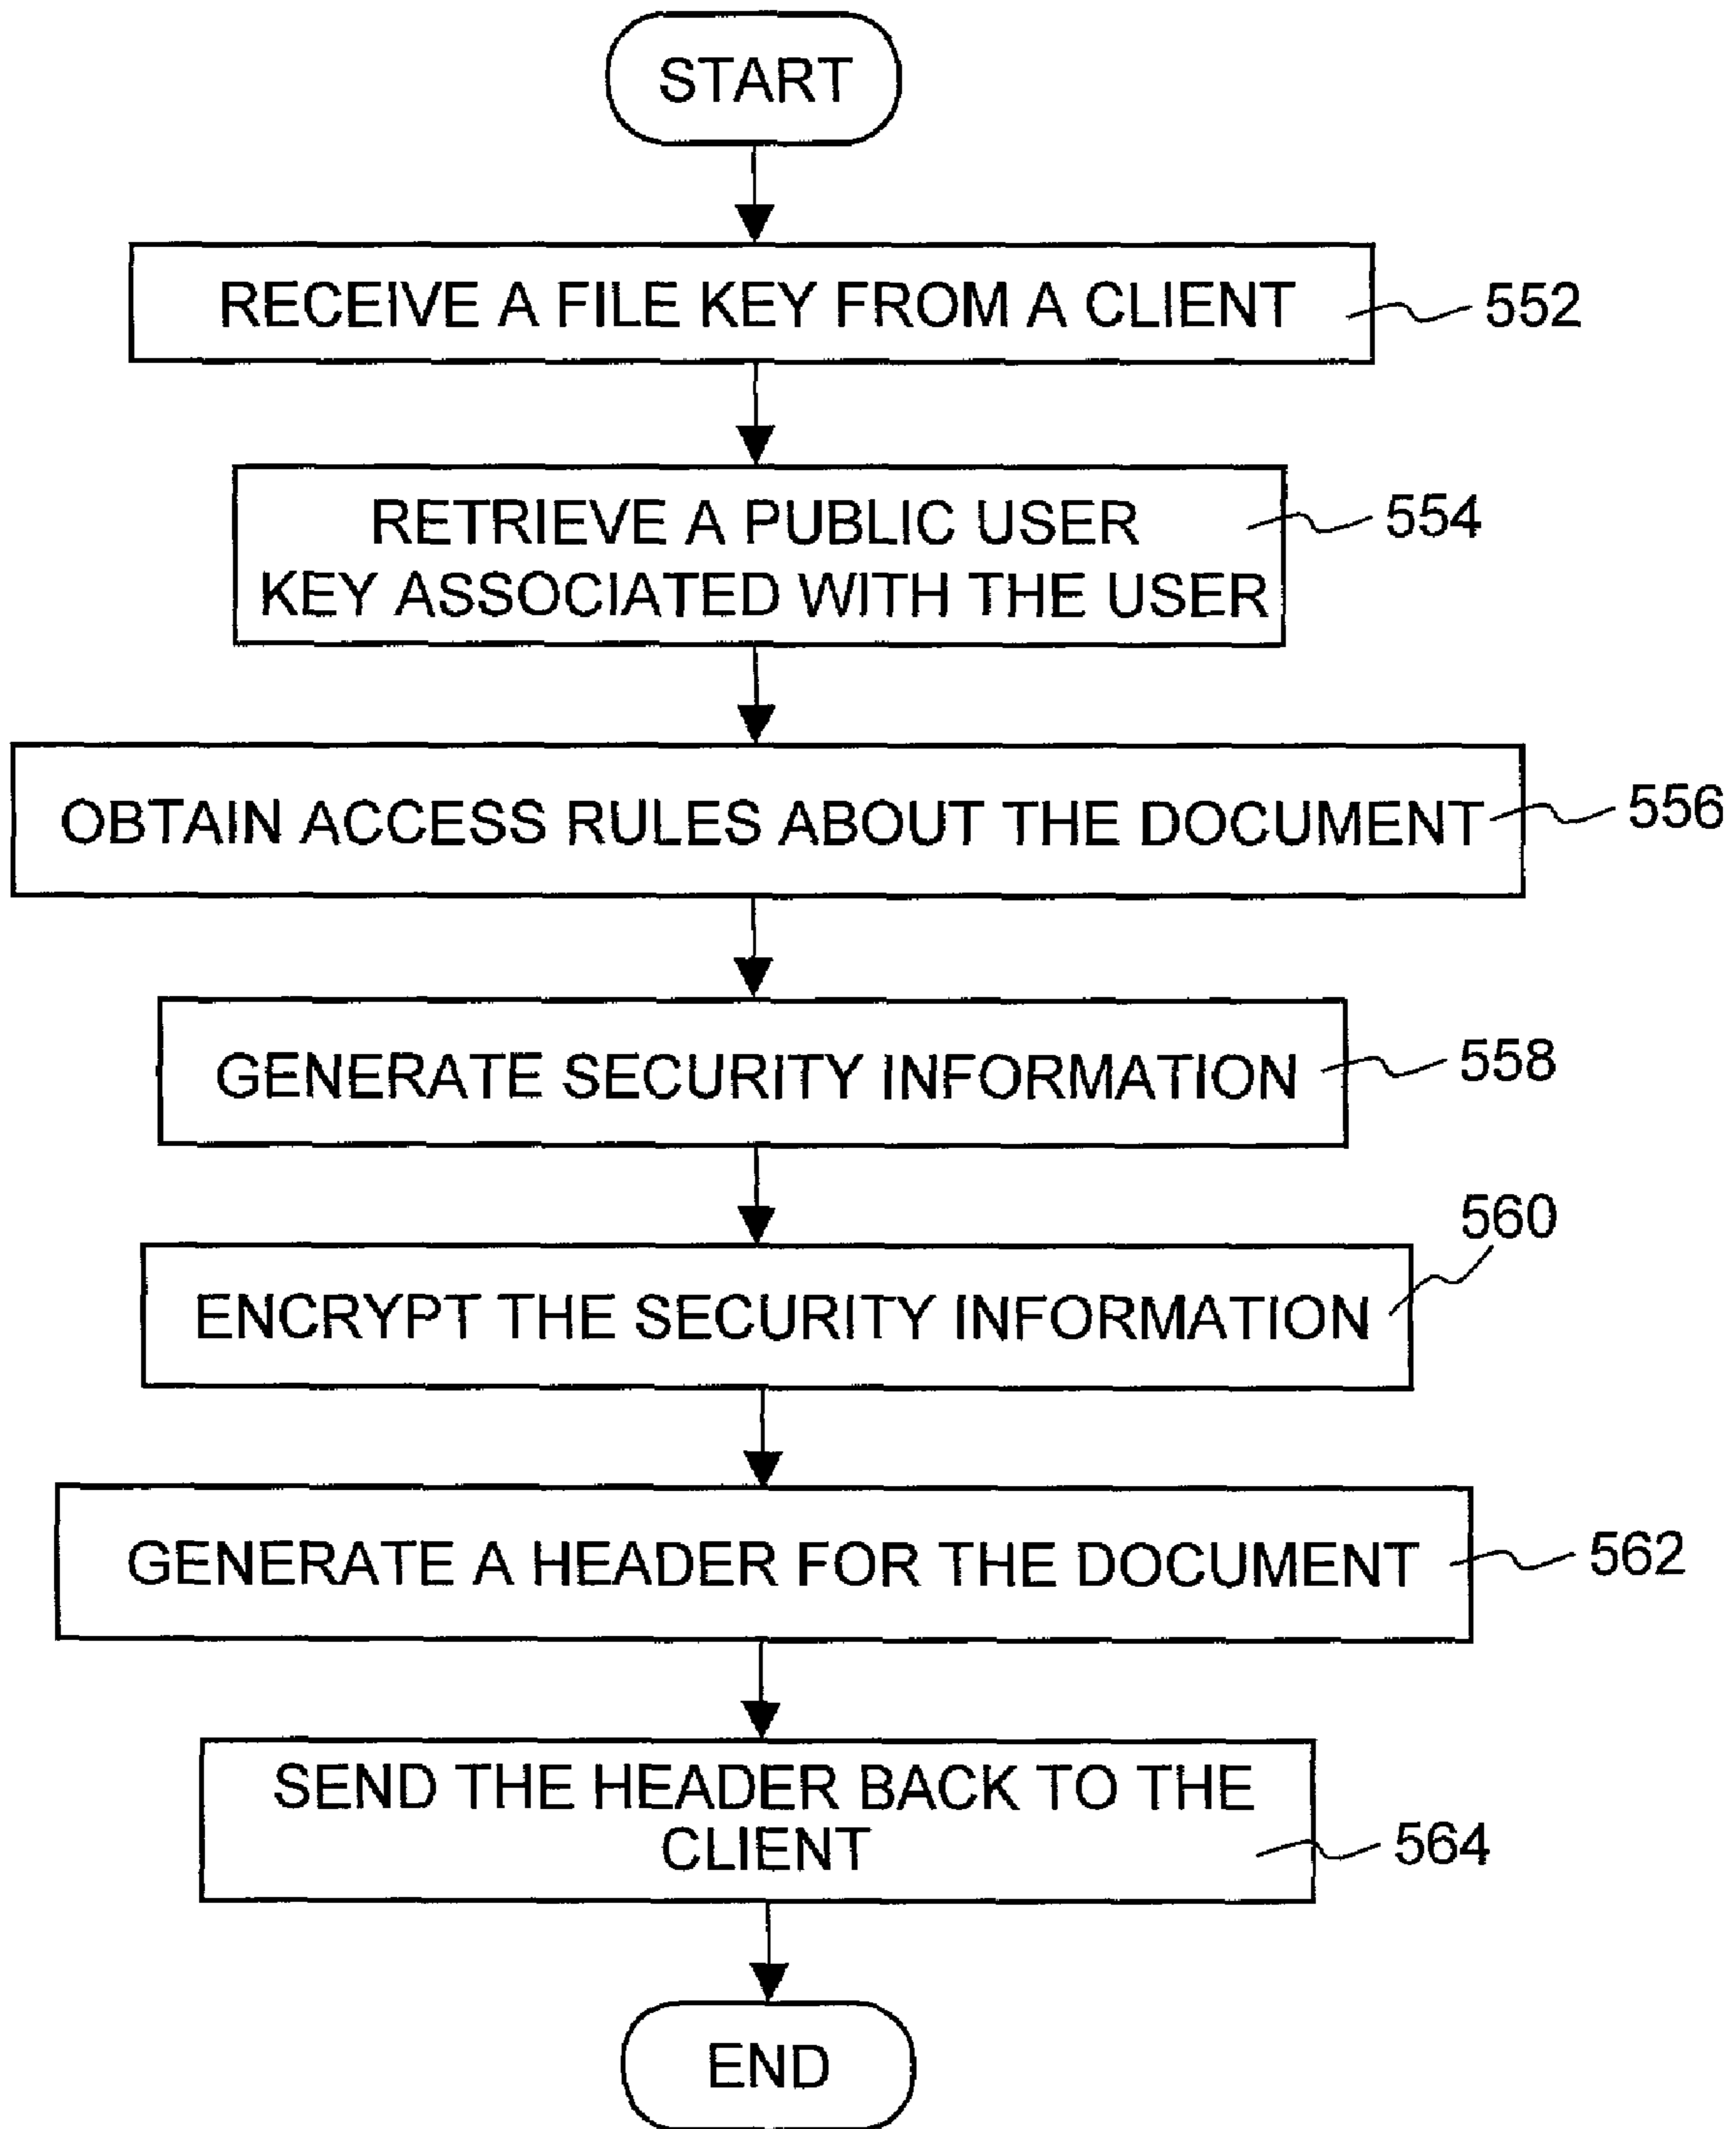 START
RECEIVE A FILE KEY FROM A CLIENT
552
RETRIEVE A PUBLIC USER
KEY ASSOCIATED WITH THE USER
554
OBTAIN ACCESS RULES ABOUT THE DOCUMENT
556
GENERATE SECURITY INFORMATION
558
ENCRYPT THE SECURITY INFORMATION
560
GENERATE A HEADER FOR THE DOCUMENT
562
SEND THE HEADER BACK TO THE
CLIENT
564
END